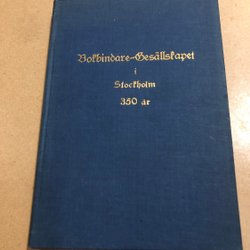 Bokbindare-Gesällskapet
i
Stockholm
350 år